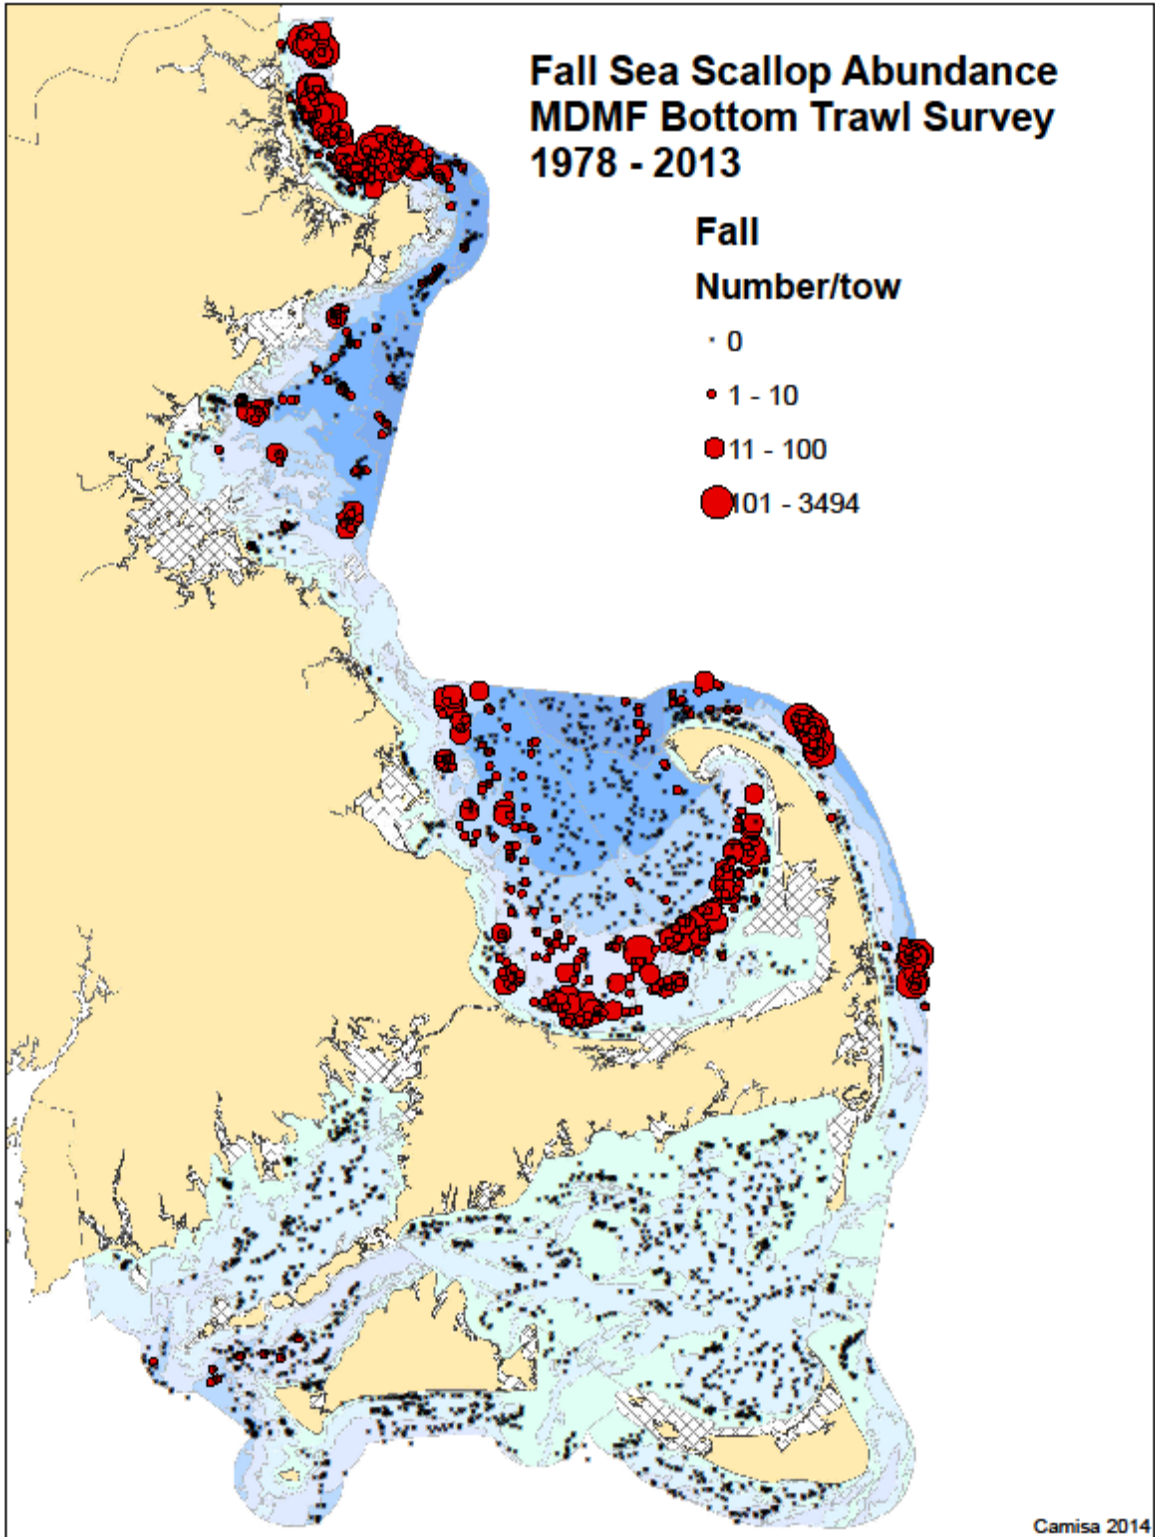 Fall Sea Scallop Abundance
MDMF Bottom Trawl Survey
1978 - 2013
Fall
Number/tow
0
1 - 10
11 - 100
101 - 3494
Camisa 2014